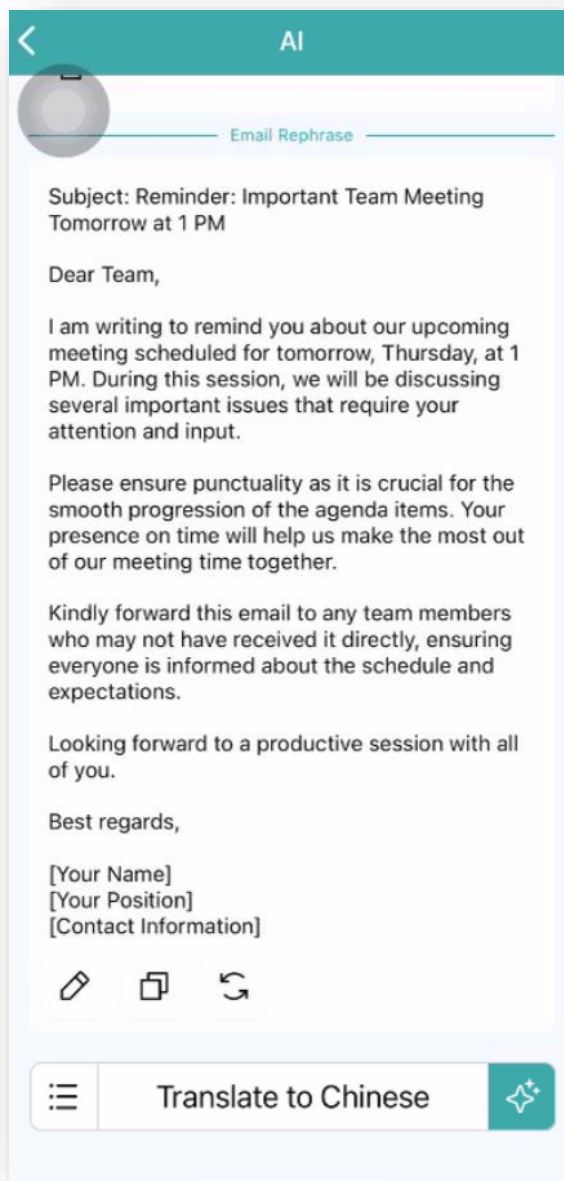 AI
Email Rephrase
Subject: Reminder: Important Team Meeting
Tomorrow at 1 PM
Dear Team,
I am writing to remind you about our upcoming
meeting scheduled for tomorrow, Thursday, at 1
PM. During this session, we will be discussing
several important issues that require your
attention and input.
Please ensure punctuality as it is crucial for the
smooth progression of the agenda items. Your
presence on time will help us make the most out
of our meeting time together.
Kindly forward this email to any team members
who may not have received it directly, ensuring
everyone is informed about the schedule and
expectations.
Looking forward to a productive session with all
of you.
Best regards,
[Your Name]
[Your Position]
[Contact Information]
Translate to Chinese